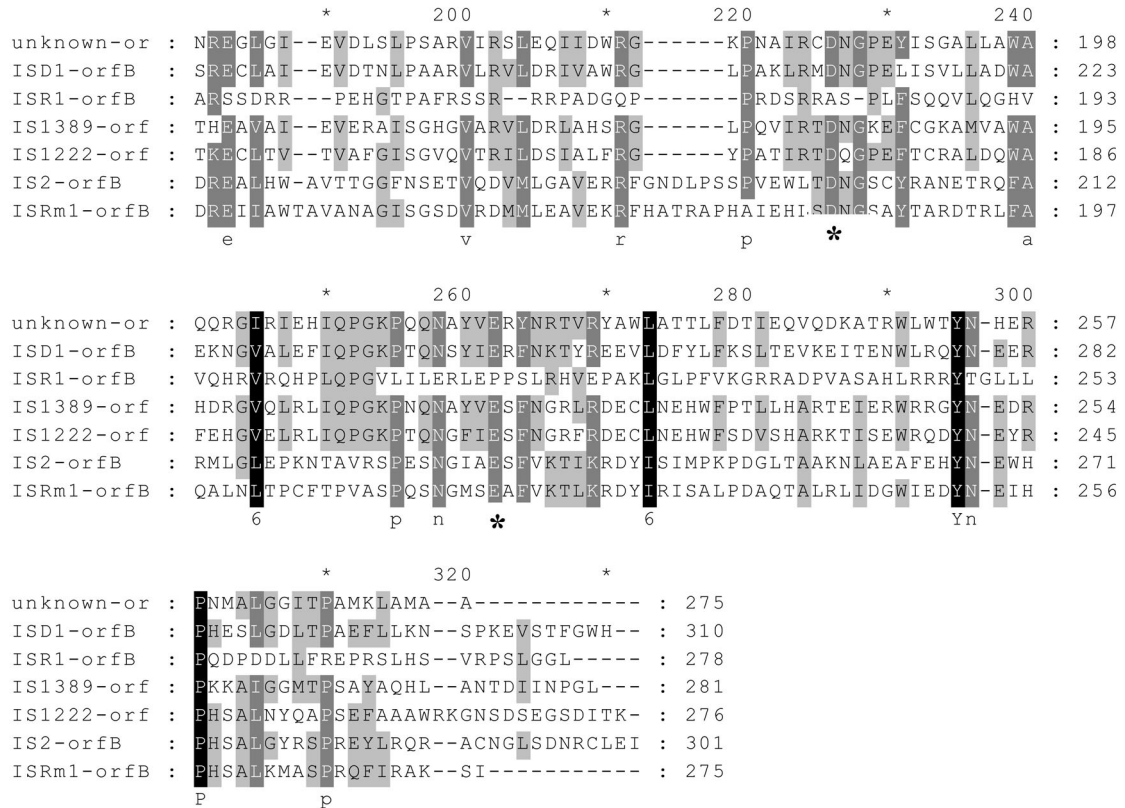 * 200 * 220 * 240
unknown-or : NREGLGI--EVDLSLPSARVIRSLEQIIDWRG------KPNAIRCDNGPEYISGALLAWA : 198
ISD1-orfB : SRECLAI--EVDTNLPAARVLRVLDRIVAWRG------LPAKLRMDNGPELISVLLADWA : 223
ISR1-orfB : ARSSDRR---PEHGTPAFRSSR--RRPADGQP------PRDSRRAS-PLFSQQVLQGHV : 193
IS1389-orf : THEAVAI--EVERAISGHGVARVLDRLAHSRG------LPQVIRTDNGKEFCGKAMVAWA : 195
IS1222-orf : TKECLTV--TVAFGISGVQVTRILDSIALFRG------YPATIRTDQGPEFTCRALDQWA : 186
IS2-orfB : DREALHW-AVTTGGFNSETVQDVMLGAVERRFGNDLPSSPVEWLTDNGSCYRANETRQFA : 212
ISRm1-orfB : DREIIAWTAVANAGISGSDVRDMMLEAVEKRFHATRAPHAIEHLSDNGSAYTARDTRLFA : 197
e v r p * a
* 260 * 280 * 300
unknown-or : QQRGIRIEHIQPGKPQQNAYVERYNRTVRYAWLATTLFDTIEQVQDKATRWLWTYN-HER : 257
ISD1-orfB : EKNGVALEFIQPGKPTQNSYIERFNKTYREEVLDFYLFKSLTEVKEITENWLRQYN-EER : 282
ISR1-orfB : VQHRVRQHPLQPGVLILERLEPPSLRHVEPAKLGLPFVKGRRADPVASAHLRRRYTGLLL : 253
IS1389-orf : HDRGVQLRLIQPGKPNQNAYVESFNGRLRDECLNEHWFPTLLHARTEIERWRRGYN-EDR : 254
IS1222-orf : FEHGVELRLIQPGKPTQNGFIESFNGRFRDECLNEHWFSDVSHARKTISEWRQDYN-EYR : 245
IS2-orfB : RMLGLEPKNTAVRSPESNGIAESFVKTIKRDYISIMPKPDGLTAAKNLAEAFEHYNEWH : 271
ISRm1-orfB : QALNLTPCFTPVASPQSNGMSEAFVKTLKRDYIRISALPDAQTALRLIDGWIEDYN-EIH : 256
6 p n * 6 Yn
* 320 *
unknown-or : PNMALGGITPAMKLAMA--A------------- : 275
ISD1-orfB : PHESLGDLTPAEFLLKN--SPKEVSTFGWH-- : 310
ISR1-orfB : PQDPDDLLFREPRSLHS--VRPSLGGL----- : 278
IS1389-orf : PKKAIGGMTPSAYAQHL--ANTDIINPGL--- : 281
IS1222-orf : PHSALNYQAPSEFAAAWRKGNSDSEGSDITK- : 276
IS2-orfB : PHSALGYRSPREYLRQR--ACNGLSDNRCLEI : 301
ISRm1-orfB : PHSALKMASPRQFIRAK--SI------------ : 275
P p